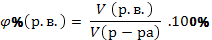 φ%(р.в.) = V (р.в.) / V(р − ра) .100%